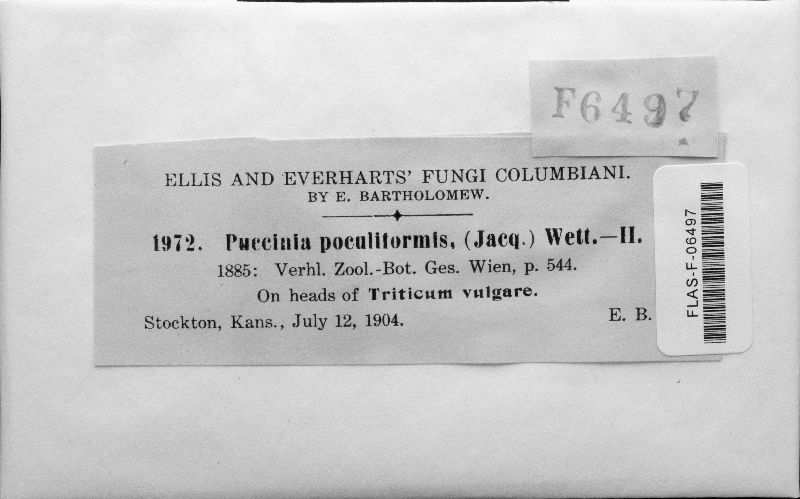 F6497
ELLIS AND EVERHARTS' FUNGI COLUMBIANI.
BY E. BARTHOLOMEW.
1972. Puccinia poculiformis, (Jacq.) Wett.—II.
1885: Verhl. Zool.-Bot. Ges. Wien, p. 544.
On heads of Triticum vulgare.
Stockton, Kans., July 12, 1904. E. B.
FLAS-F-06497